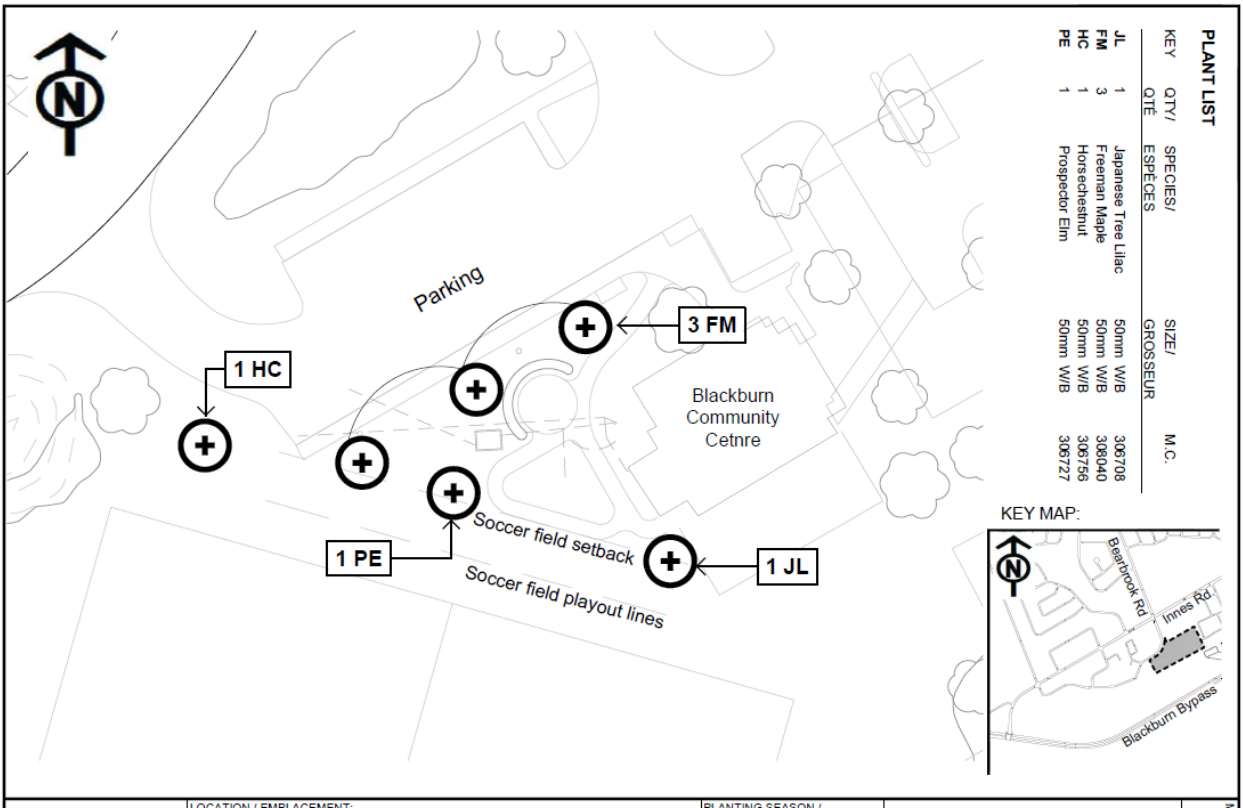 N
PLANT LIST
KEY QTY/ SPECIES/ SIZE/ M.C.
QTÉ ESPÈCES GROSSEUR
JL 1 Japanese Tree Lilac 50mm W/B 306708
FM 3 Freeman Maple 50mm W/B 308040
HC 1 Horsechestnut 50mm W/B 306756
PE 1 Prospector Elm 50mm W/B 306727
Parking
3 FM
1 HC
Blackburn
Community
Cetnre
1 PE
Soccer field setback
1 JL
Soccer field playout lines
KEY MAP:
N
Bearbrook Rd
Innes Rd
Blackburn Bypass
LOCATION / EMPLACEMENT:
PLANTING SEASON /